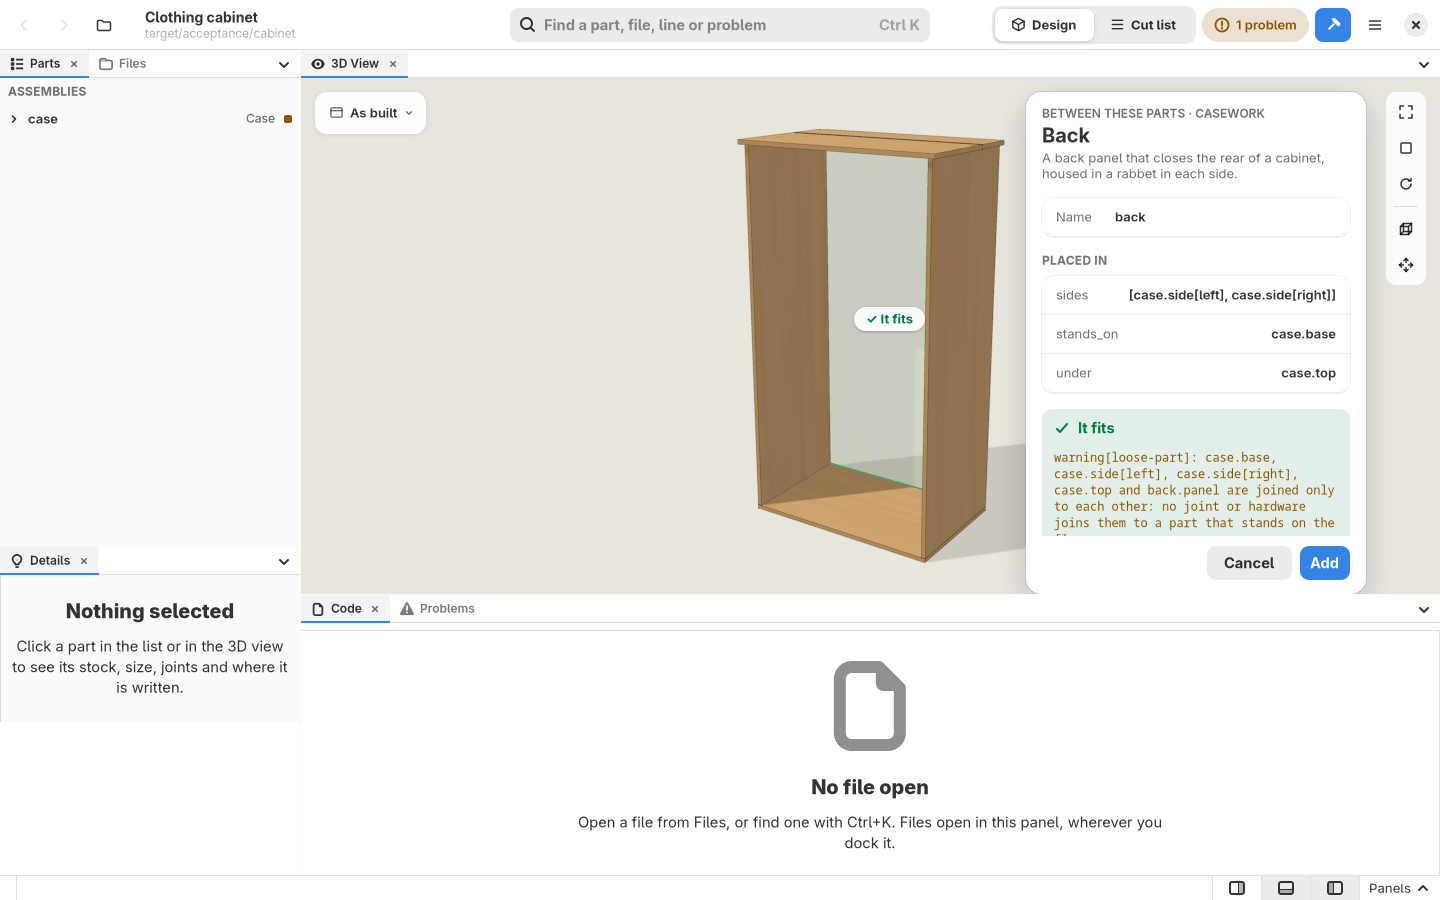 Clothing cabinet
target/acceptance/cabinet
Find a part, file, line or problem
Ctrl K
Design
Cut list
1 problem
Parts
Files
3D View
ASSEMBLIES
case
Case
As built
BETWEEN THESE PARTS · CASEWORK
Back
A back panel that closes the rear of a cabinet,
housed in a rabbet in each side.
Name
back
PLACED IN
sides
[case.side[left], case.side[right]]
stands_on
case.base
under
case.top
It fits
It fits
warning[loose-part]: case.base,
case.side[left], case.side[right],
case.top and back.panel are joined only
to each other: no joint or hardware
joins them to a part that stands on the
Cancel
Add
Details
Nothing selected
Click a part in the list or in the 3D view
to see its stock, size, joints and where it
is written.
Code
Problems
No file open
Open a file from Files, or find one with Ctrl+K. Files open in this panel, wherever you
dock it.
Panels